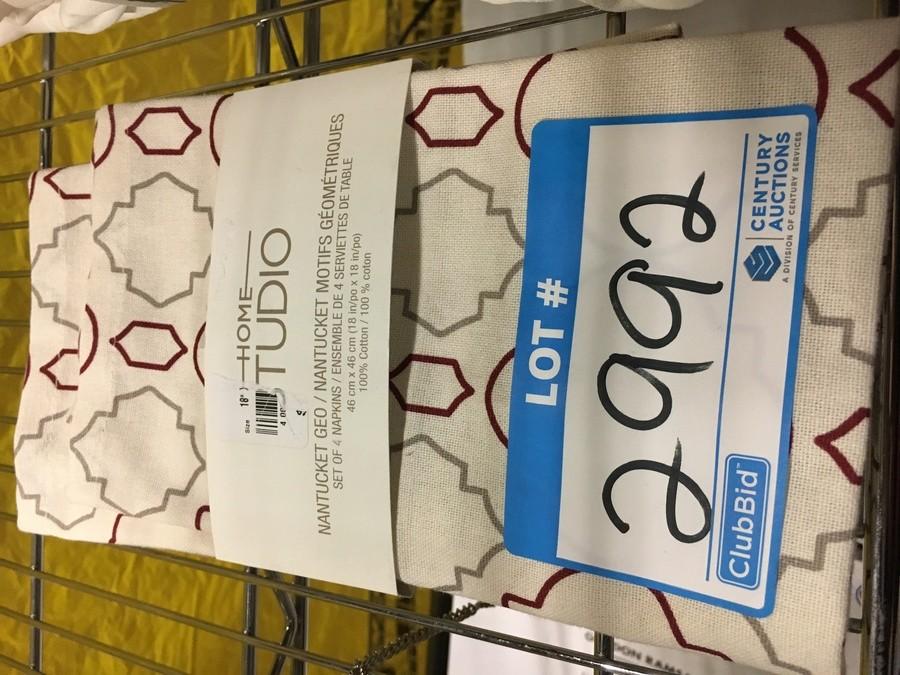 HOME
TUDIO
NANTUCKET GEO / NANTUCKET MOTIFS GÉOMÉTRIQUES
SET OF 4 NAPKINS / ENSEMBLE DE 4 SERVIETTES DE TABLE
46 cm x 46 cm (18 in/po x 18 in/po)
100% Cotton / 100 % coton
Size 18"
LOT #
2992
ClubBid™
CENTURY
AUCTIONS
A DIVISION OF CENTURY SERVICES